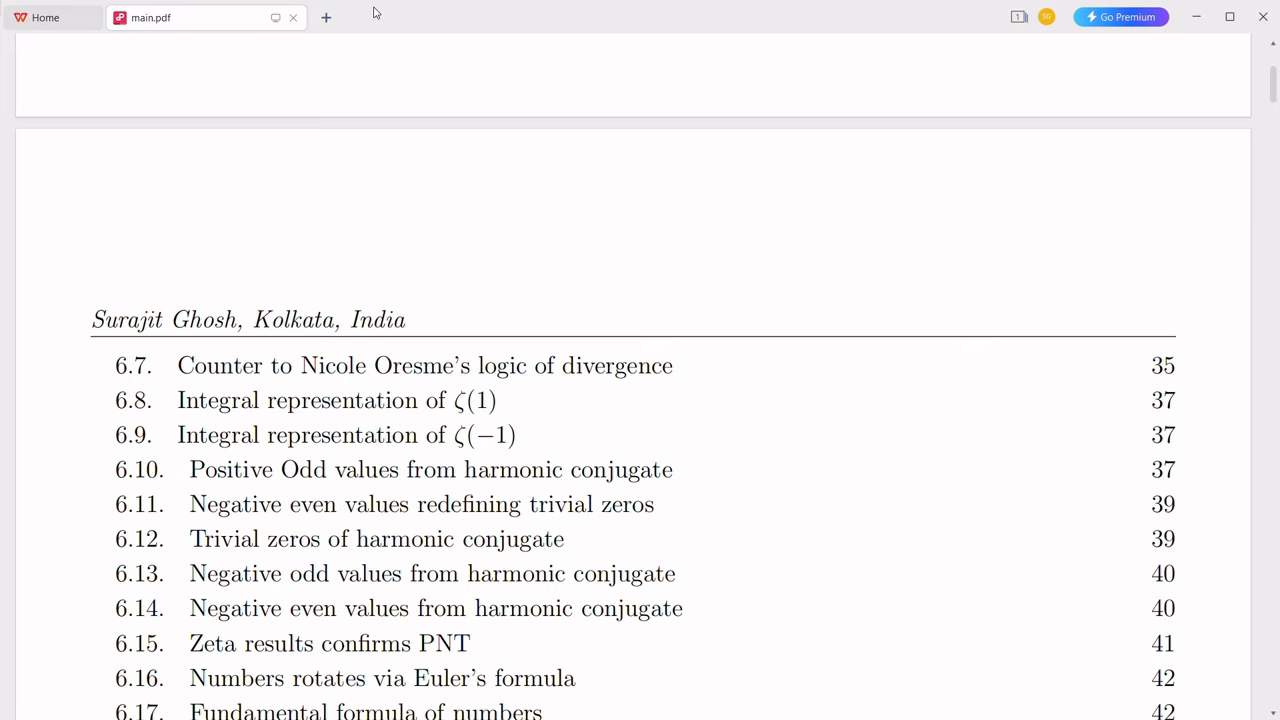 Home
main.pdf
1
SG
Go Premium
Surajit Ghosh, Kolkata, India
6.7. Counter to Nicole Oresme's logic of divergence 35
6.8. Integral representation of ζ(1) 37
6.9. Integral representation of ζ(−1) 37
6.10. Positive Odd values from harmonic conjugate 37
6.11. Negative even values redefining trivial zeros 39
6.12. Trivial zeros of harmonic conjugate 39
6.13. Negative odd values from harmonic conjugate 40
6.14. Negative even values from harmonic conjugate 40
6.15. Zeta results confirms PNT 41
6.16. Numbers rotates via Euler's formula 42
6.17. Fundamental formula of numbers 42